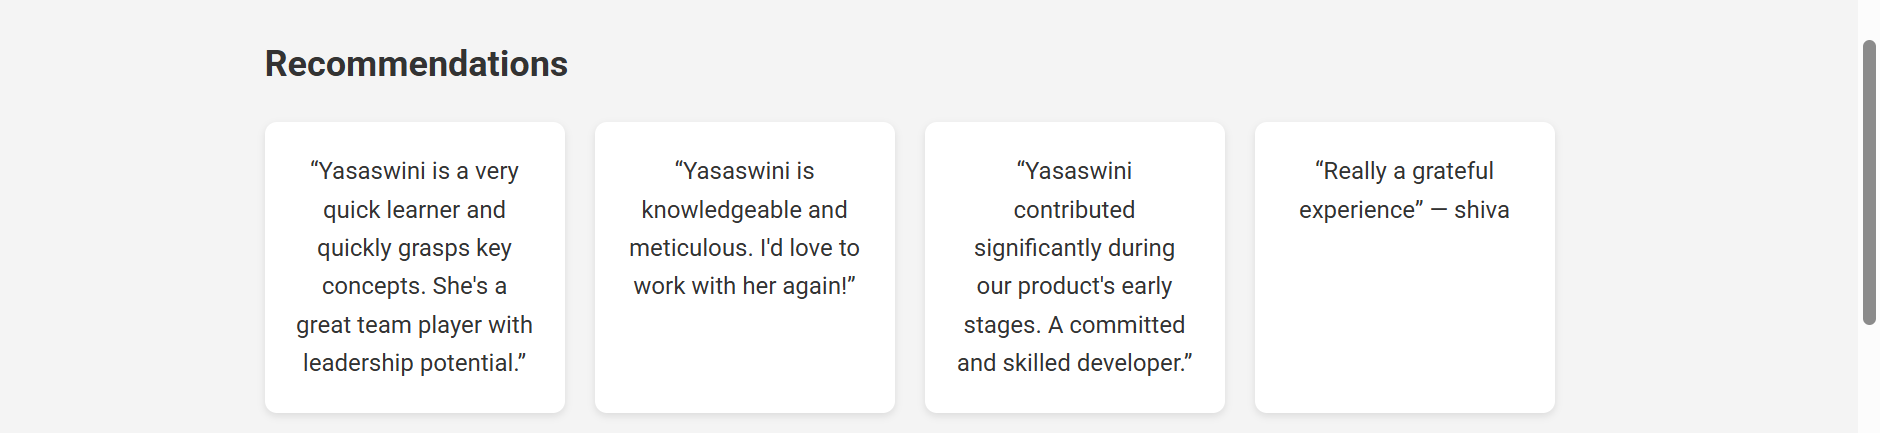 Recommendations
“Yasaswini is a very
quick learner and
quickly grasps key
concepts. She's a
great team player with
leadership potential.”
“Yasaswini is
knowledgeable and
meticulous. I'd love to
work with her again!”
“Yasaswini
contributed
significantly during
our product's early
stages. A committed
and skilled developer.”
“Really a grateful
experience” — shiva